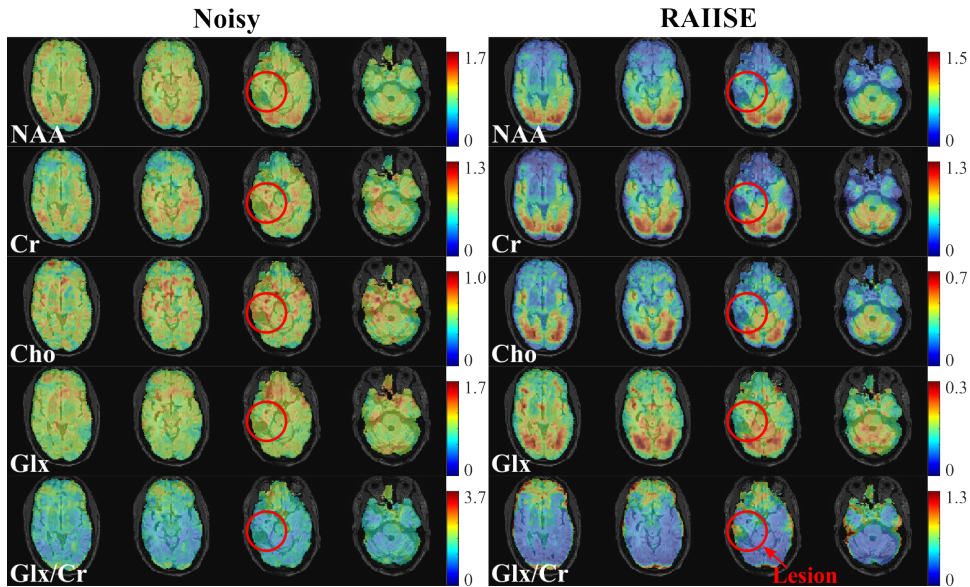 Noisy RAIISE
1.7 1.5
NAA 0 NAA 0
1.3 1.3
Cr 0 Cr 0
1.0 0.7
Cho 0 Cho 0
1.7 0.3
Glx 0 Glx 0
3.7 1.3
Glx/Cr 0 Glx/Cr Lesion 0